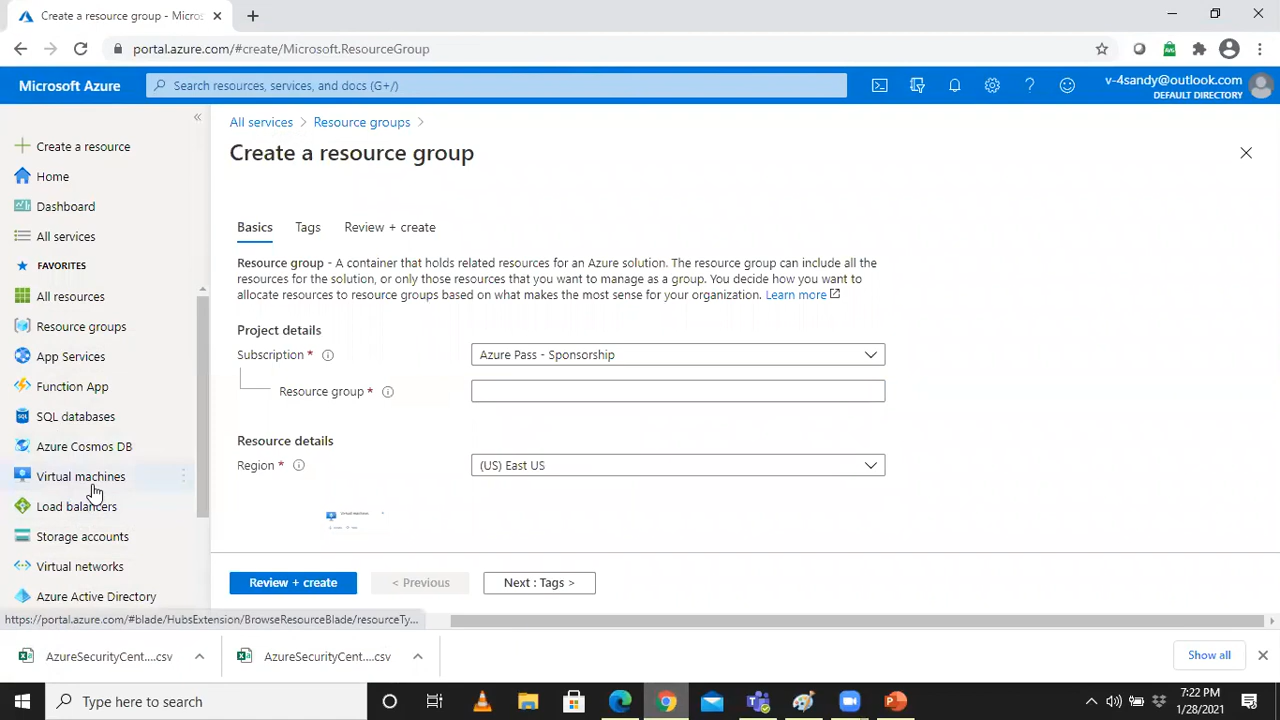 Create a resource group - Micros
portal.azure.com/#create/Microsoft.ResourceGroup
Microsoft Azure
Search resources, services, and docs (G+/)
v-4sandy@outlook.com
DEFAULT DIRECTORY
Create a resource
Home
Dashboard
All services
FAVORITES
All resources
Resource groups
App Services
Function App
SQL databases
Azure Cosmos DB
Virtual machines
Load balancers
Storage accounts
Virtual networks
Azure Active Directory
All services > Resource groups >
Create a resource group
Basics Tags Review + create
Resource group - A container that holds related resources for an Azure solution. The resource group can include all the
resources for the solution, or only those resources that you want to manage as a group. You decide how you want to
allocate resources to resource groups based on what makes the most sense for your organization. Learn more
Project details
Subscription * Azure Pass - Sponsorship
Resource group *
Resource details
Region * (US) East US
Virtual machines
Review + create < Previous Next : Tags >
https://portal.azure.com/#blade/HubsExtension/BrowseResourceBlade/resourceTy...
AzureSecurityCent....csv AzureSecurityCent....csv Show all
Type here to search
7:22 PM
1/28/2021